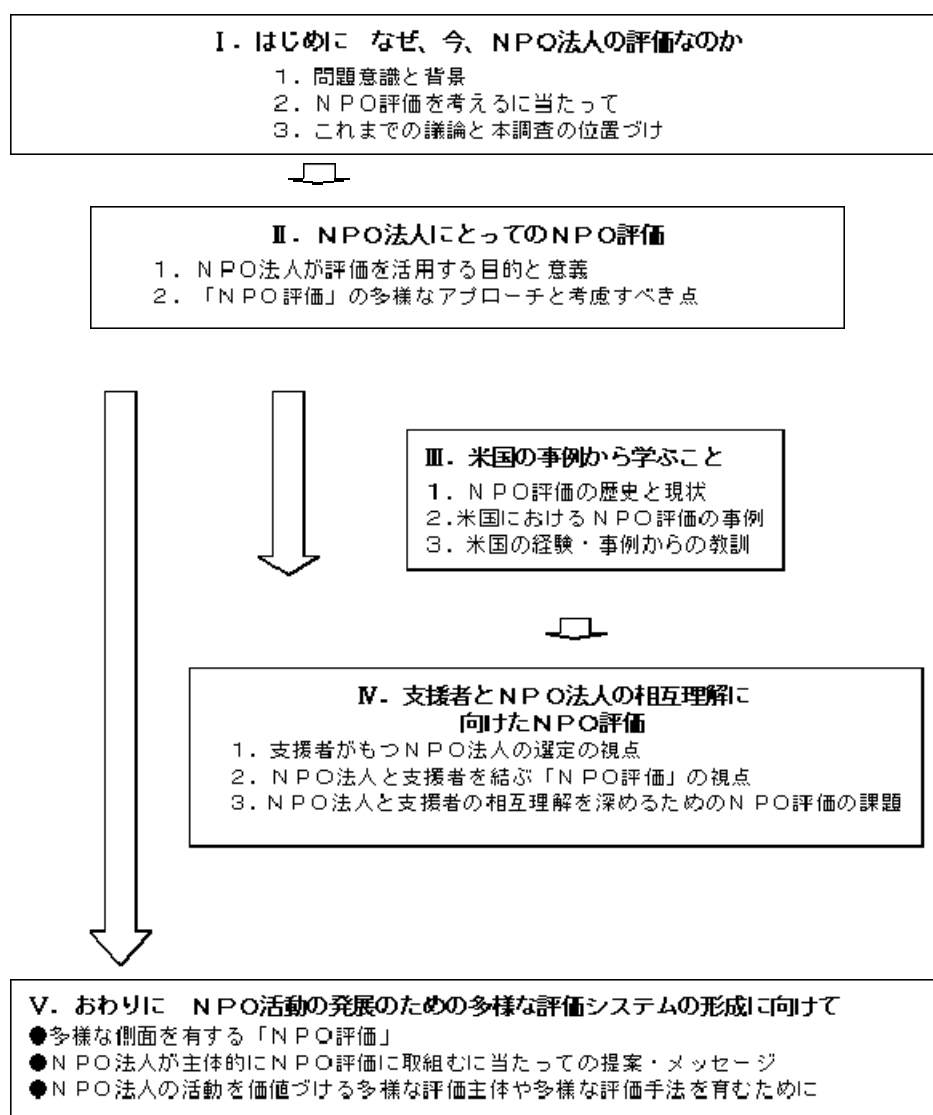 Ⅰ．はじめに　なぜ、今、ＮＰＯ法人の評価なのか
１．問題意識と背景
２．ＮＰＯ評価を考えるに当たって
３．これまでの議論と本調査の位置づけ
Ⅱ．ＮＰＯ法人にとってのＮＰＯ評価
１．ＮＰＯ法人が評価を活用する目的と意義
２．「ＮＰＯ評価」の多様なアプローチと考慮すべき点
Ⅲ．米国の事例から学ぶこと
１．ＮＰＯ評価の歴史と現状
２.米国におけるＮＰＯ評価の事例
３．米国の経験・事例からの教訓
Ⅳ．支援者とＮＰＯ法人の相互理解に
向けたＮＰＯ評価
１．支援者がもつＮＰＯ法人の選定の視点
２．ＮＰＯ法人と支援者を結ぶ「ＮＰＯ評価」の視点
３．ＮＰＯ法人と支援者の相互理解を深めるためのＮＰＯ評価の課題
Ⅴ．おわりに　ＮＰＯ活動の発展のための多様な評価システムの形成に向けて
●多様な側面を有する「ＮＰＯ評価」
●ＮＰＯ法人が主体的にＮＰＯ評価に取組むに当たっての提案・メッセージ
●ＮＰＯ法人の活動を価値づける多様な評価主体や多様な評価手法を育むために